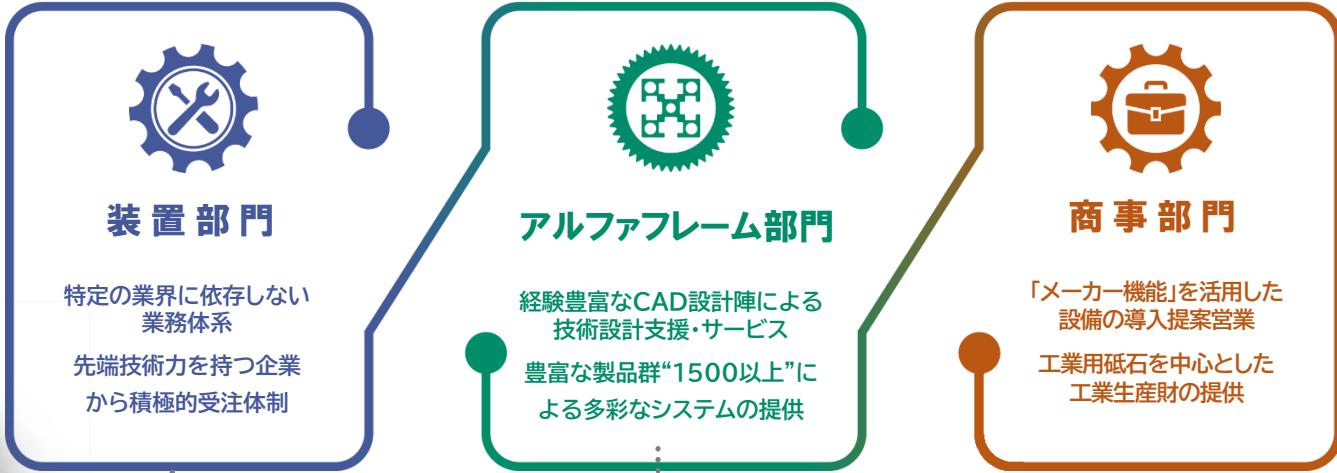 装置部門
特定の業界に依存しない
業務体系
先端技術力を持つ企業
から積極的受注体制
アルファフレーム部門
経験豊富なCAD設計陣による
技術設計支援・サービス
豊富な製品群“1500以上”に
よる多彩なシステムの提供
商事部門
「メーカー機能」を活用した
設備の導入提案営業
工業用砥石を中心とした
工業生産財の提供